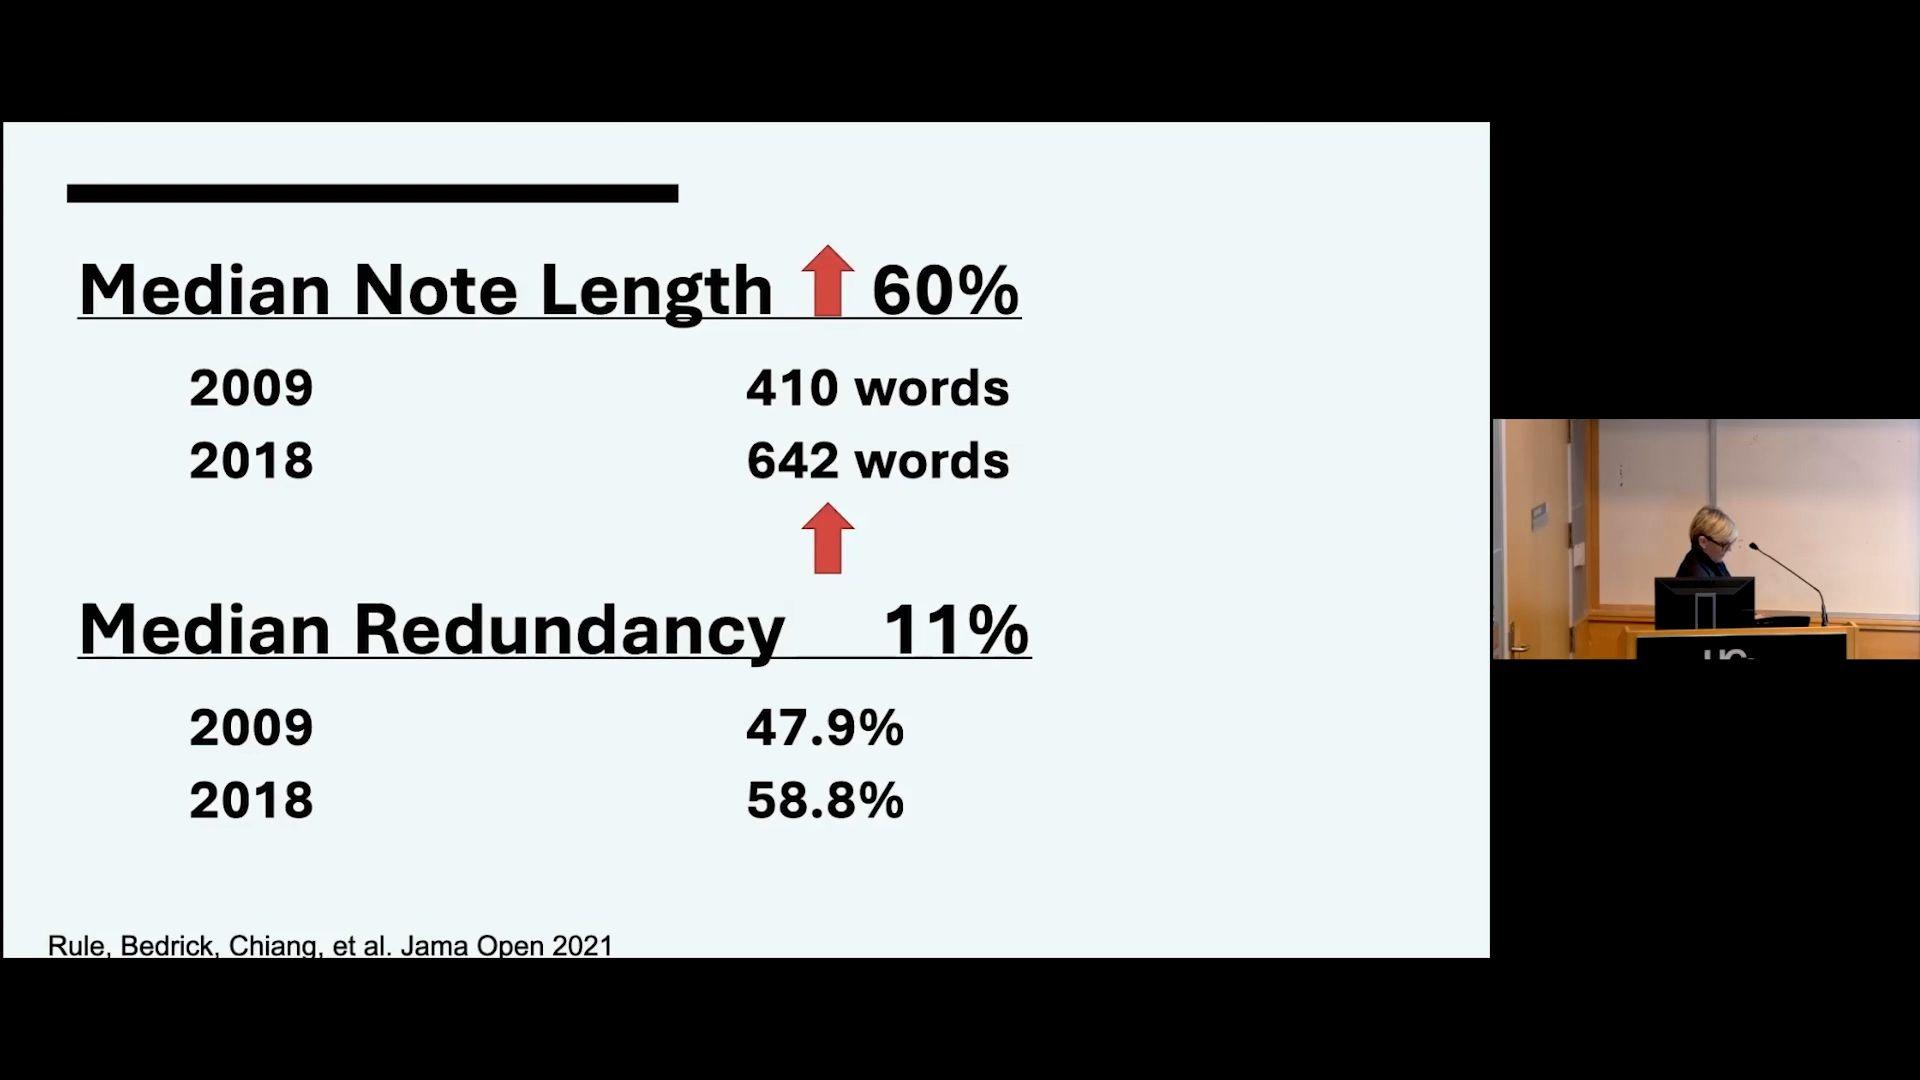 Median Note Length 60%
2009 410 words
2018 642 words
Median Redundancy 11%
2009 47.9%
2018 58.8%
Rule, Bedrick, Chiang, et al. Jama Open 2021